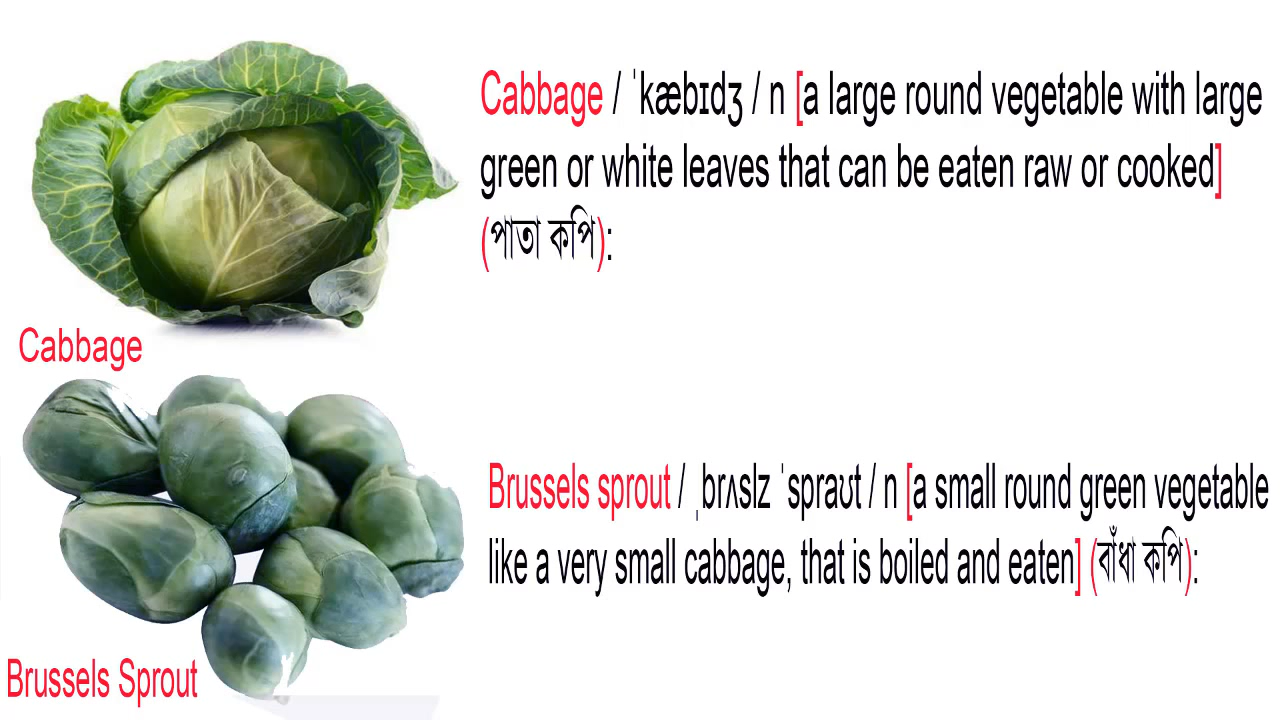 Cabbage / ˈkæbɪdʒ / n [a large round vegetable with large
green or white leaves that can be eaten raw or cooked]
(পাতা কপি):
Cabbage
Brussels sprout / ˌbrʌslz ˈspraʊt / n [a small round green vegetable
like a very small cabbage, that is boiled and eaten] (বাঁধা কপি):
Brussels Sprout